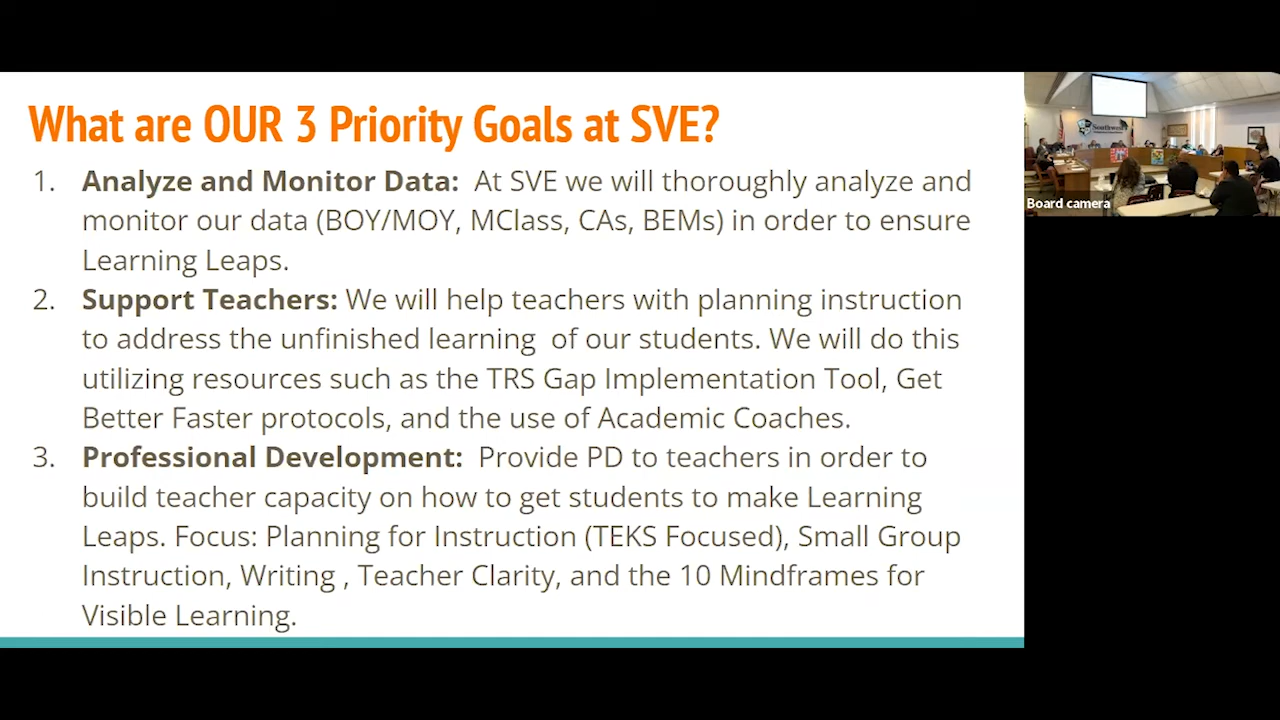 What are OUR 3 Priority Goals at SVE?
1. Analyze and Monitor Data: At SVE we will thoroughly analyze and
monitor our data (BOY/MOY, MClass, CAs, BEMs) in order to ensure
Learning Leaps.
2. Support Teachers: We will help teachers with planning instruction
to address the unfinished learning of our students. We will do this
utilizing resources such as the TRS Gap Implementation Tool, Get
Better Faster protocols, and the use of Academic Coaches.
3. Professional Development: Provide PD to teachers in order to
build teacher capacity on how to get students to make Learning
Leaps. Focus: Planning for Instruction (TEKS Focused), Small Group
Instruction, Writing , Teacher Clarity, and the 10 Mindframes for
Visible Learning.
Southwest
Board camera